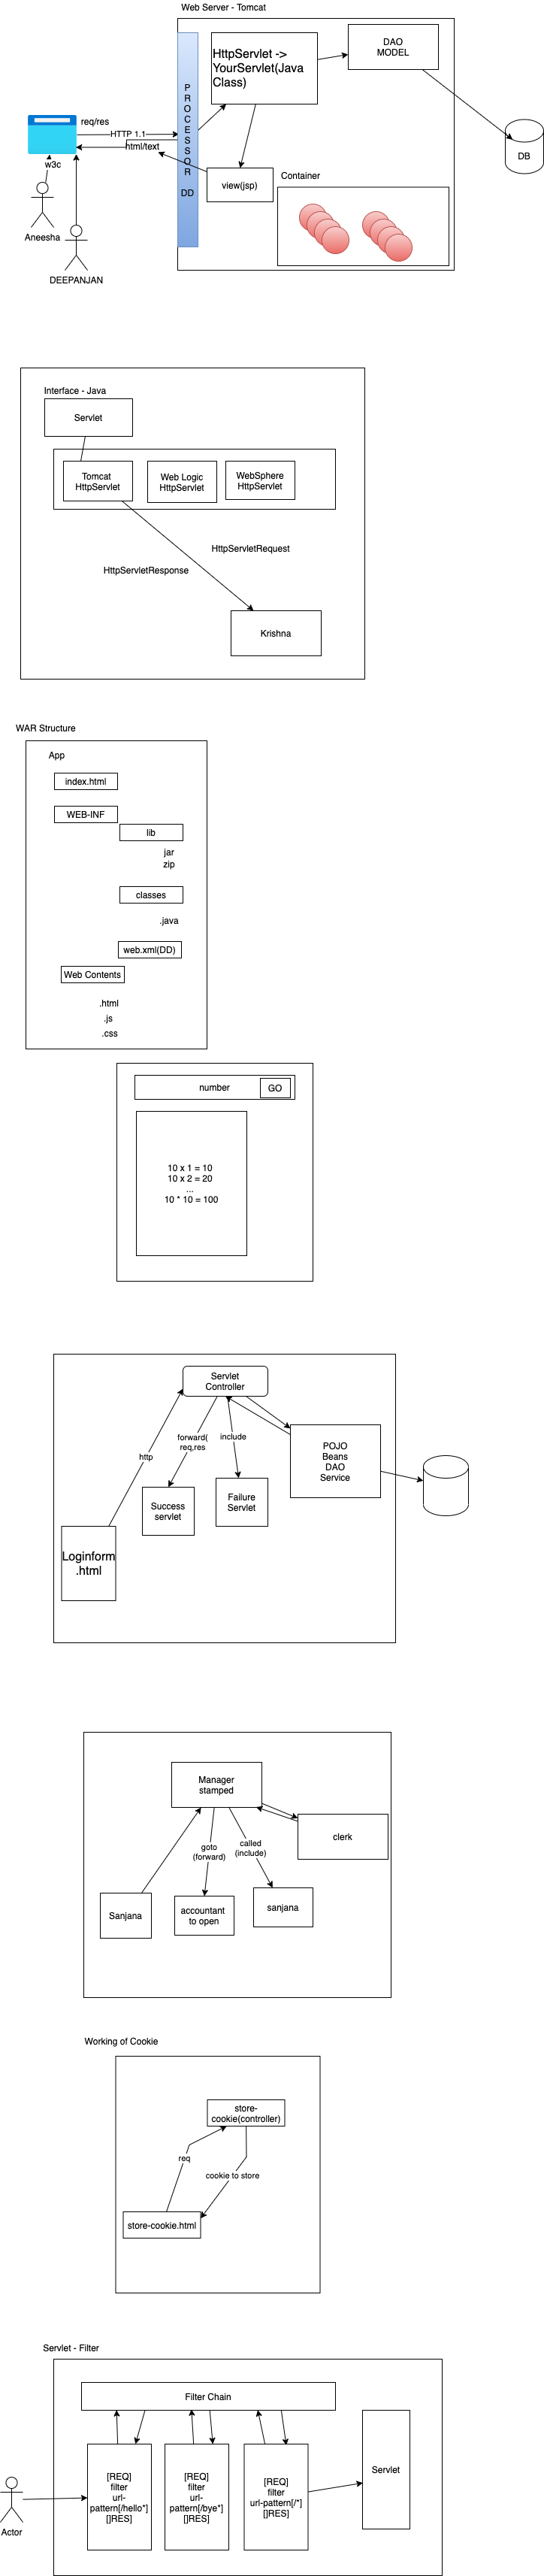 Web Server - Tomcat
HttpServlet ->
YourServlet(Java
Class)
DAO
MODEL
P
R
O
C
E
S
S
O
R
DD
req/res
HTTP 1.1
html/text
DB
w3c
view(jsp)
Container
Aneesha
DEEPANJAN
Interface - Java
Servlet
Tomcat
HttpServlet
Web Logic
HttpServlet
WebSphere
HttpServlet
HttpServletRequest
HttpServletResponse
Krishna
WAR Structure
App
index.html
WEB-INF
lib
jar
zip
classes
.java
web.xml(DD)
Web Contents
.html
.js
.css
number
GO
10 x 1 = 10
10 x 2 = 20
...
10 * 10 = 100
Servlet
Controller
forward(
req,res
include
http
POJO
Beans
DAO
Service
Success
servlet
Failure
Servlet
Loginform
.html
Manager
stamped
clerk
goto
(forward)
called
(include)
Sanjana
accountant
to open
sanjana
Working of Cookie
store-
cookie(controller)
req
cookie to store
store-cookie.html
Servlet - Filter
Filter Chain
[REQ]
filter
url-
pattern[/hello*]
[]RES]
[REQ]
filter
url-
pattern[/bye*]
[]RES]
[REQ]
filter
url-pattern[/*]
[]RES]
Servlet
Actor